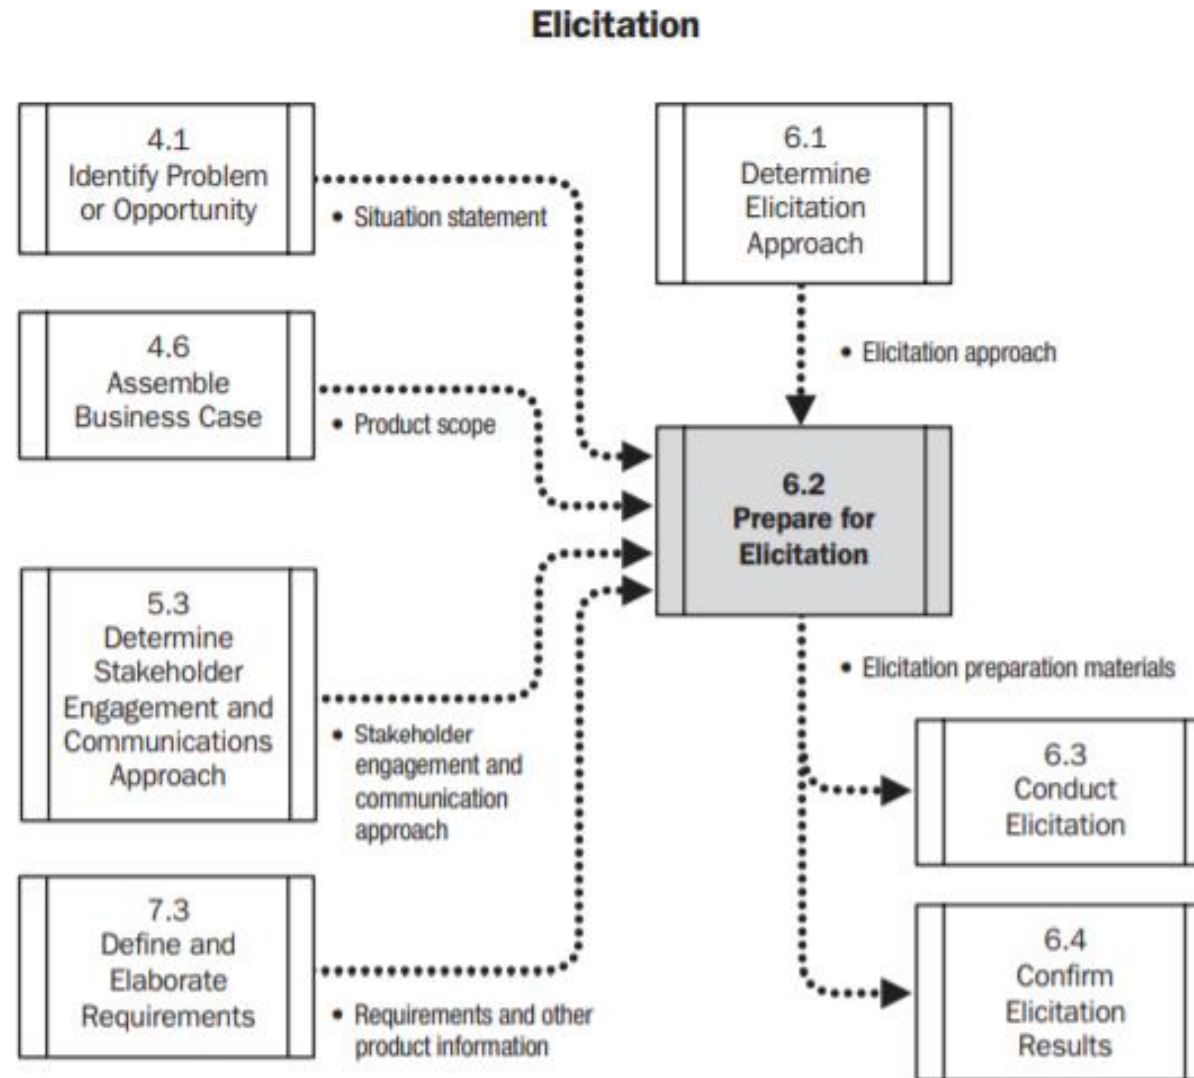 Elicitation
4.1
Identify Problem
or Opportunity
• Situation statement
4.6
Assemble
Business Case
• Product scope
5.3
Determine
Stakeholder
Engagement and
Communications
Approach
• Stakeholder
engagement and
communication
approach
7.3
Define and
Elaborate
Requirements
• Requirements and other
product information
6.1
Determine
Elicitation
Approach
• Elicitation approach
6.2
Prepare for
Elicitation
• Elicitation preparation materials
6.3
Conduct
Elicitation
6.4
Confirm
Elicitation
Results